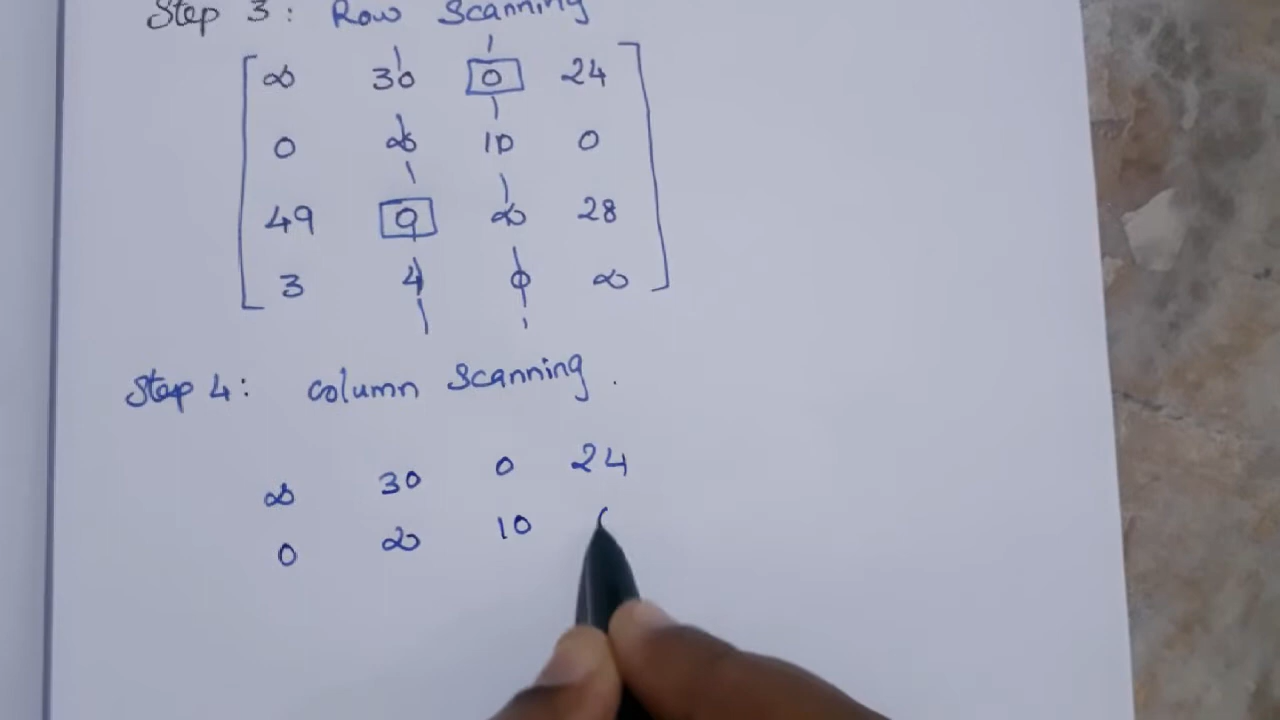 Step 3: Row Scanning
∞ 30 0 24
0 ∞ 10 0
49 0 ∞ 28
3 4 0 ∞
Step 4: column Scanning.
∞ 30 0 24
0 ∞ 10